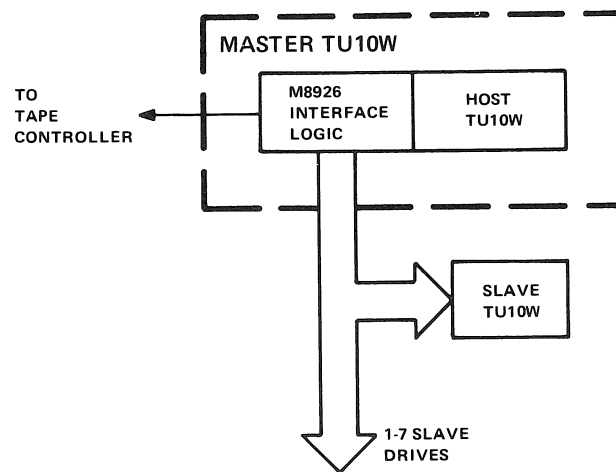 MASTER TU10W
TO
TAPE
CONTROLLER
M8926
INTERFACE
LOGIC
HOST
TU10W
SLAVE
TU10W
1-7 SLAVE
DRIVES